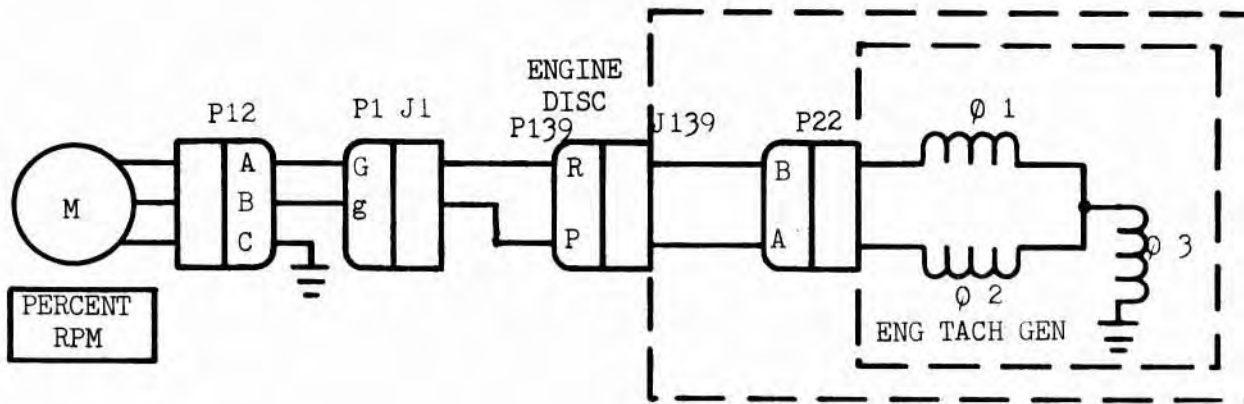 ENGINE
DISC
P12
P1 J1
P139
J139
P22
Ø 1
A
G
R
B
M
B
g
C
P
A
Ø 3
Ø 2
PERCENT
RPM
ENG TACH GEN